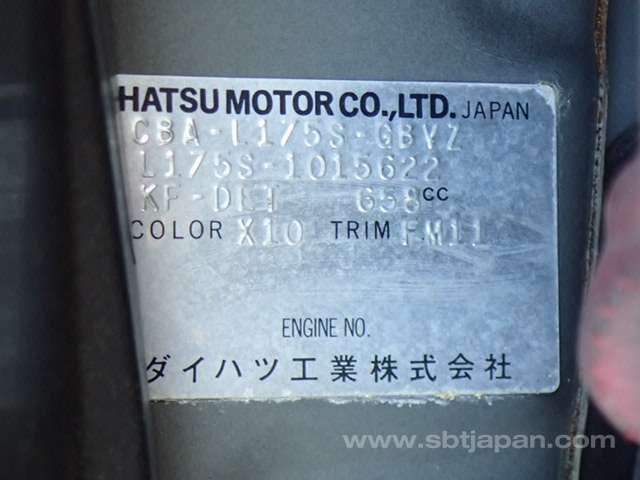 HATSU MOTOR CO.,LTD. JAPAN
CBA-L175S-GBVZ
L175S-1015622
KF-DET 658CC
COLOR X10 TRIM FM11
ENGINE NO.
ダイハツ工業株式会社
www.sbtjapan.com